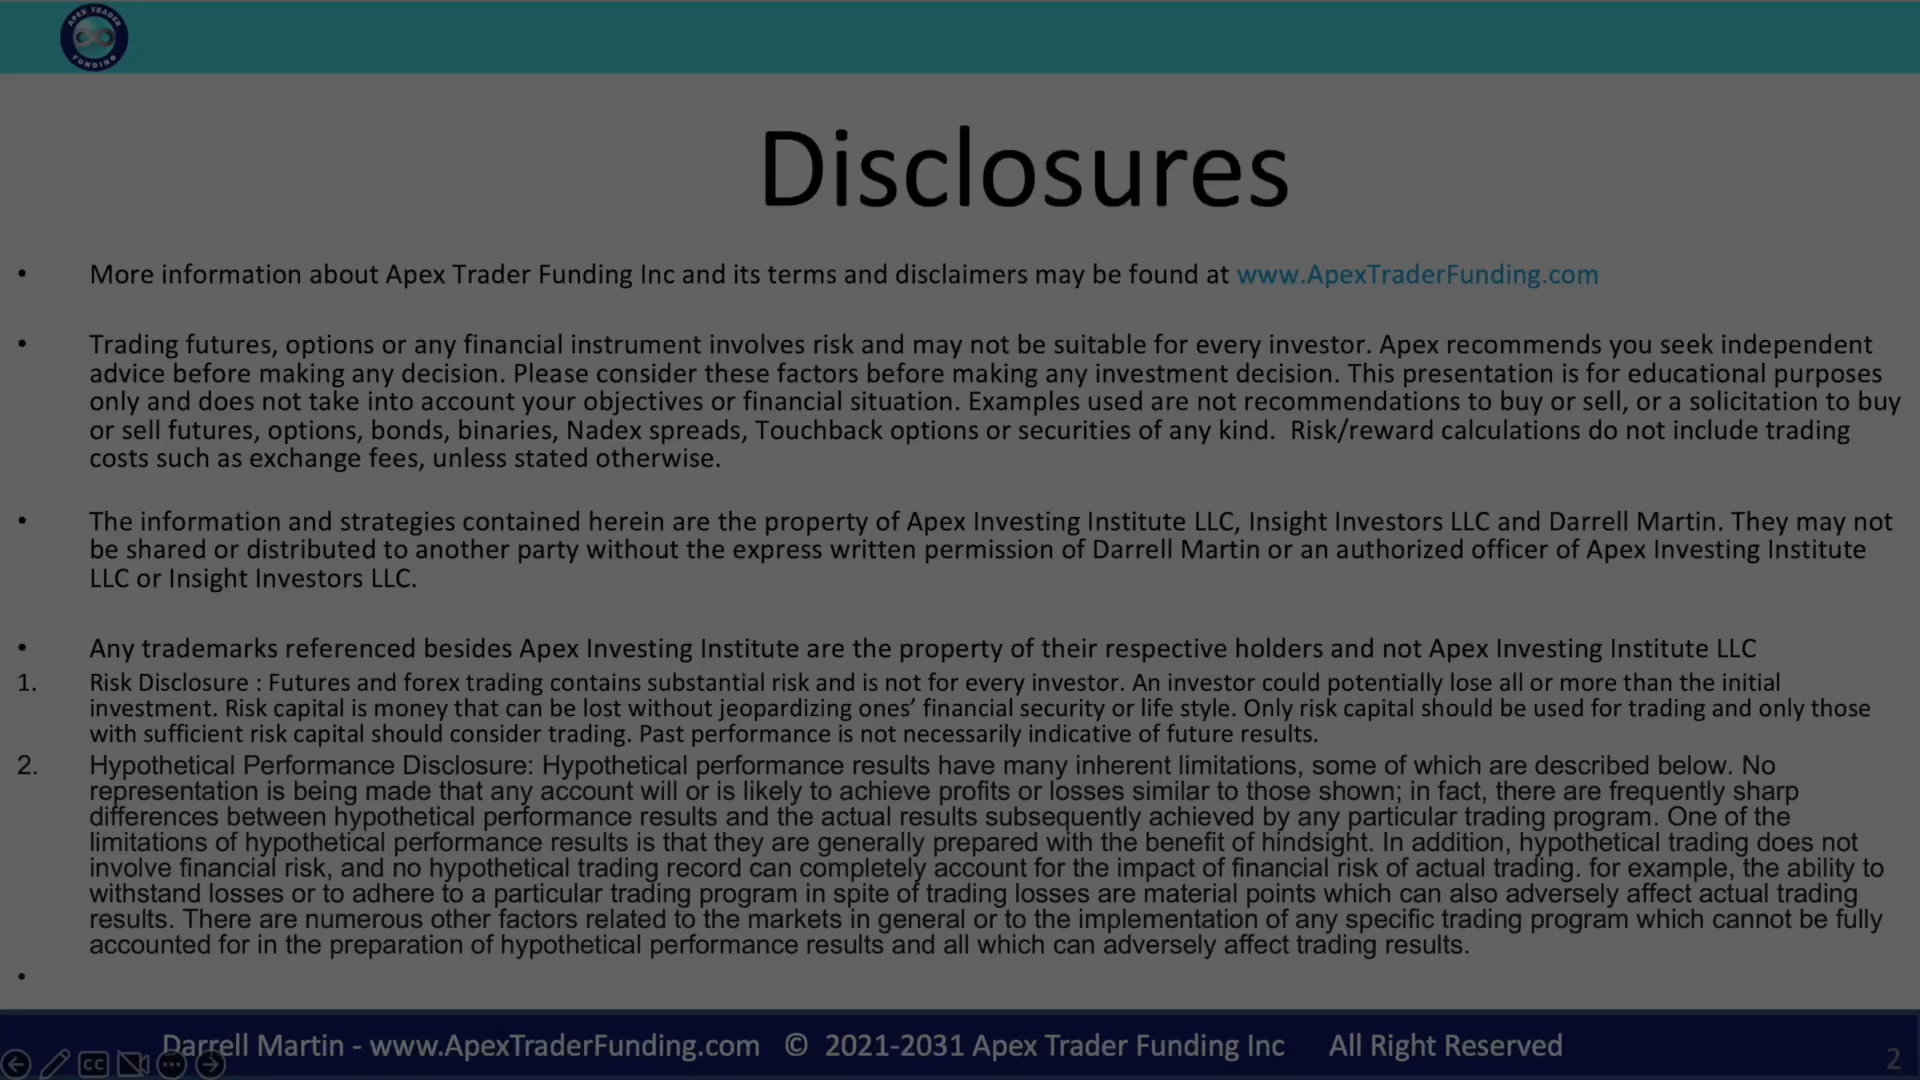 APEX TRADER
FUNDING
Disclosures
• More information about Apex Trader Funding Inc and its terms and disclaimers may be found at www.ApexTraderFunding.com
• Trading futures, options or any financial instrument involves risk and may not be suitable for every investor. Apex recommends you seek independent
advice before making any decision. Please consider these factors before making any investment decision. This presentation is for educational purposes
only and does not take into account your objectives or financial situation. Examples used are not recommendations to buy or sell, or a solicitation to buy
or sell futures, options, bonds, binaries, Nadex spreads, Touchback options or securities of any kind.  Risk/reward calculations do not include trading
costs such as exchange fees, unless stated otherwise.
• The information and strategies contained herein are the property of Apex Investing Institute LLC, Insight Investors LLC and Darrell Martin. They may not
be shared or distributed to another party without the express written permission of Darrell Martin or an authorized officer of Apex Investing Institute
LLC or Insight Investors LLC.
• Any trademarks referenced besides Apex Investing Institute are the property of their respective holders and not Apex Investing Institute LLC
1. Risk Disclosure : Futures and forex trading contains substantial risk and is not for every investor. An investor could potentially lose all or more than the initial
investment. Risk capital is money that can be lost without jeopardizing ones’ financial security or life style. Only risk capital should be used for trading and only those
with sufficient risk capital should consider trading. Past performance is not necessarily indicative of future results.
2. Hypothetical Performance Disclosure: Hypothetical performance results have many inherent limitations, some of which are described below. No
representation is being made that any account will or is likely to achieve profits or losses similar to those shown; in fact, there are frequently sharp
differences between hypothetical performance results and the actual results subsequently achieved by any particular trading program. One of the
limitations of hypothetical performance results is that they are generally prepared with the benefit of hindsight. In addition, hypothetical trading does not
involve financial risk, and no hypothetical trading record can completely account for the impact of financial risk of actual trading. for example, the ability to
withstand losses or to adhere to a particular trading program in spite of trading losses are material points which can also adversely affect actual trading
results. There are numerous other factors related to the markets in general or to the implementation of any specific trading program which cannot be fully
accounted for in the preparation of hypothetical performance results and all which can adversely affect trading results.
•
Darrell Martin - www.ApexTraderFunding.com © 2021-2031 Apex Trader Funding Inc All Right Reserved
CC
2